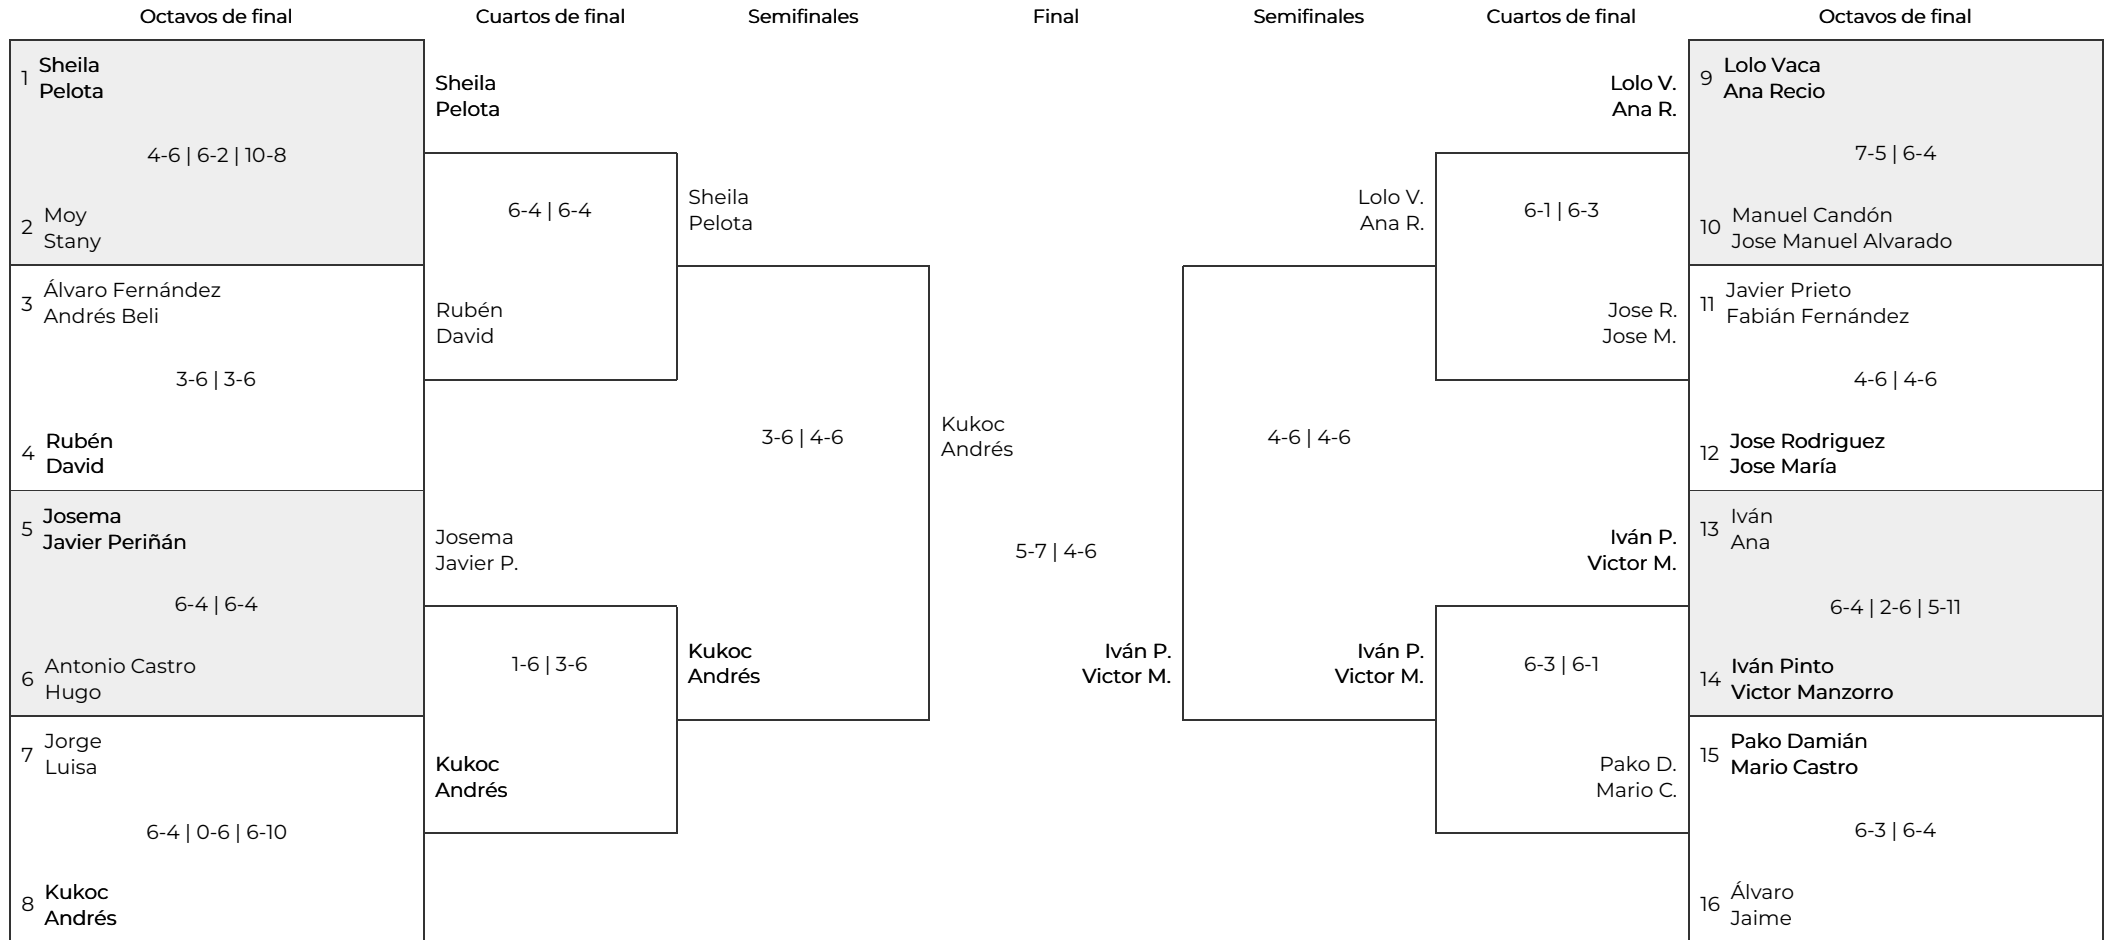 Octavos de final
Cuartos de final
Semifinales
Final
Semifinales
Cuartos de final
Octavos de final
1
Sheila
Pelota
4-6 | 6-2 | 10-8
2
Moy
Stany
3
Álvaro Fernández
Andrés Beli
3-6 | 3-6
4
Rubén
David
5
Josema
Javier Periñán
6-4 | 6-4
6
Antonio Castro
Hugo
7
Jorge
Luisa
6-4 | 0-6 | 6-10
8
Kukoc
Andrés
Sheila
Pelota
6-4 | 6-4
Rubén
David
Josema
Javier P.
1-6 | 3-6
Kukoc
Andrés
Sheila
Pelota
3-6 | 4-6
Kukoc
Andrés
Kukoc
Andrés
5-7 | 4-6
Iván P.
Victor M.
Lolo V.
Ana R.
4-6 | 4-6
Iván P.
Victor M.
Lolo V.
Ana R.
6-1 | 6-3
Jose R.
Jose M.
Iván P.
Victor M.
6-3 | 6-1
Pako D.
Mario C.
9
Lolo Vaca
Ana Recio
7-5 | 6-4
10
Manuel Candón
Jose Manuel Alvarado
11
Javier Prieto
Fabián Fernández
4-6 | 4-6
12
Jose Rodriguez
Jose María
13
Iván
Ana
6-4 | 2-6 | 5-11
14
Iván Pinto
Victor Manzorro
15
Pako Damián
Mario Castro
6-3 | 6-4
16
Álvaro
Jaime